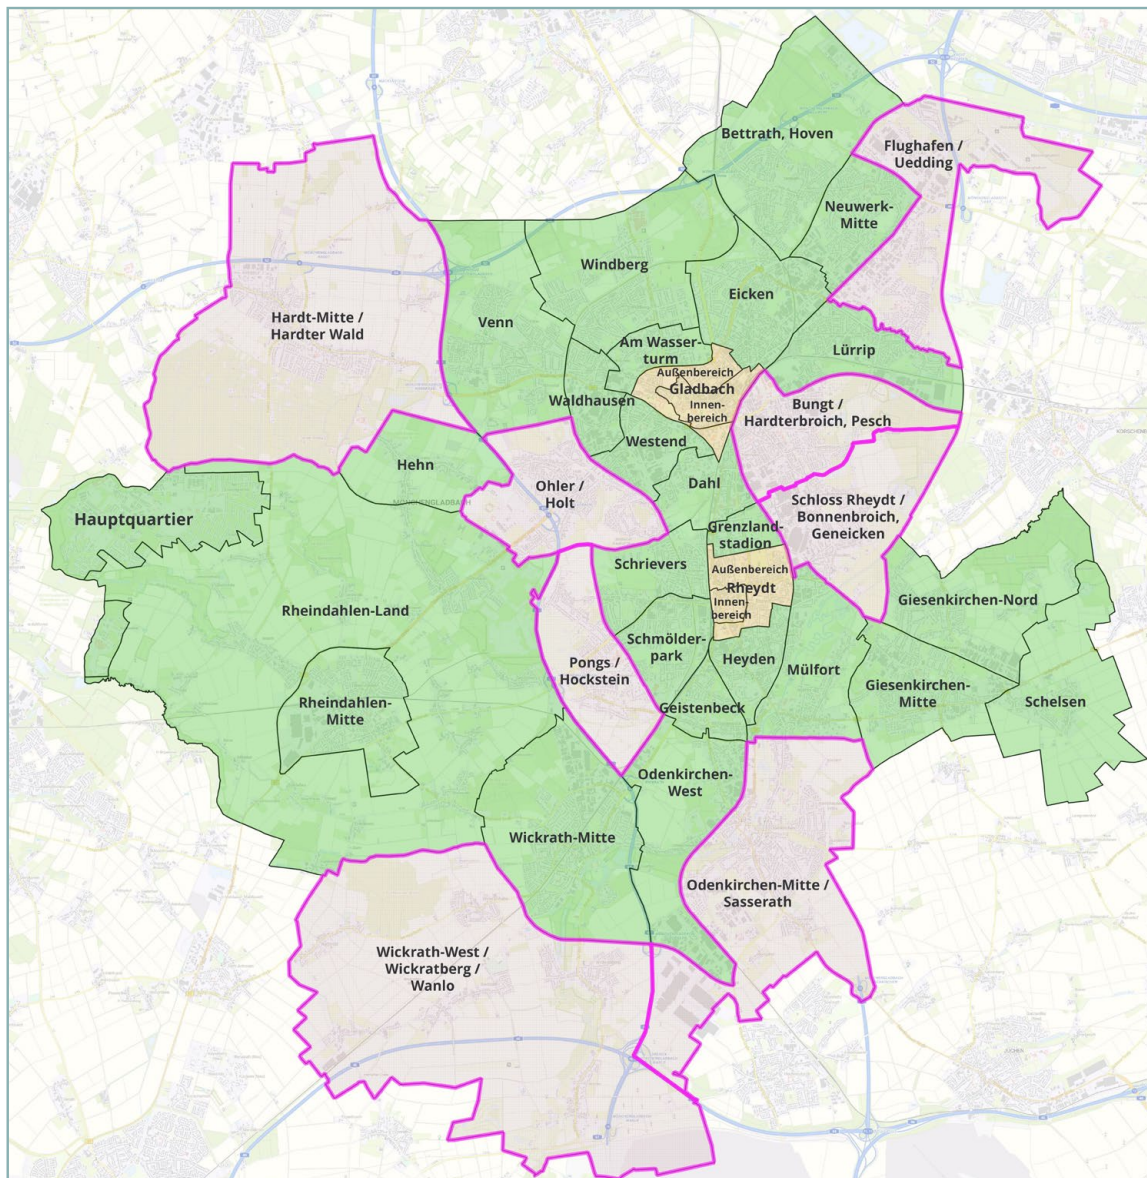 Bettrath, Hoven
Flughafen /
Uedding
Neuwerk-
Mitte
Windberg
Eicken
Hardt-Mitte /
Hardter Wald
Venn
Am Wasser-
turm
Lürrip
Außenbereich
Gladbach
Innen-
bereich
Waldhausen
Bungt /
Hardterbroich, Pesch
Westend
Hehn
Dahl
Ohler /
Holt
MÖNCHENGLADBACH
Schloss Rheydt /
Bonnenbroich,
Geneicken
Hauptquartier
Grenzland-
stadion
Schrievers
Außenbereich
Rheydt
Innen-
bereich
Giesenkirchen-Nord
Rheindahlen-Land
Schmölder-
park
Heyden
Mülfort
Pongs /
Hockstein
Giesenkirchen-
Mitte
Schelsen
Rheindahlen-
Mitte
Geistenbeck
Odenkirchen-
West
Wickrath-Mitte
Odenkirchen-Mitte /
Sasserath
Wickrath-West /
Wickratberg /
Wanlo